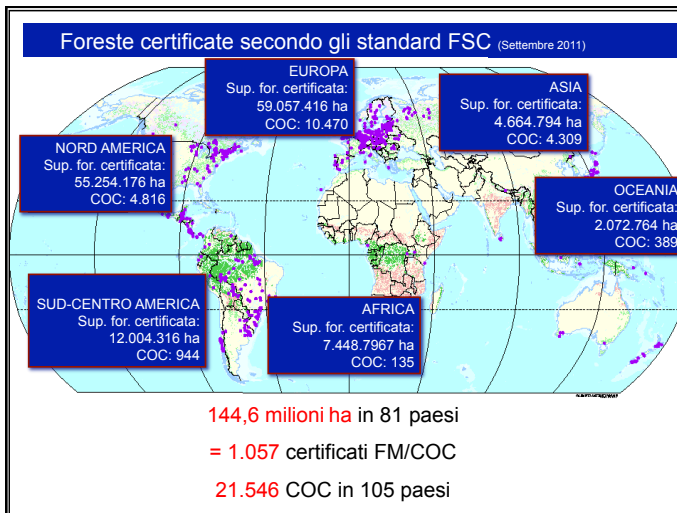 Foreste certificate secondo gli standard FSC (Settembre 2011)
EUROPA
Sup. for. certificata:
59.057.416 ha
COC: 10.470
ASIA
Sup. for. certificata:
4.664.794 ha
COC: 4.309
NORD AMERICA
Sup. for. certificata:
55.254.176 ha
COC: 4.816
OCEANIA
Sup. for. certificata:
2.072.764 ha
COC: 389
SUD-CENTRO AMERICA
Sup. for. certificata:
12.004.316 ha
COC: 944
AFRICA
Sup. for. certificata:
7.448.7967 ha
COC: 135
144,6 milioni ha in 81 paesi
= 1.057 certificati FM/COC
21.546 COC in 105 paesi